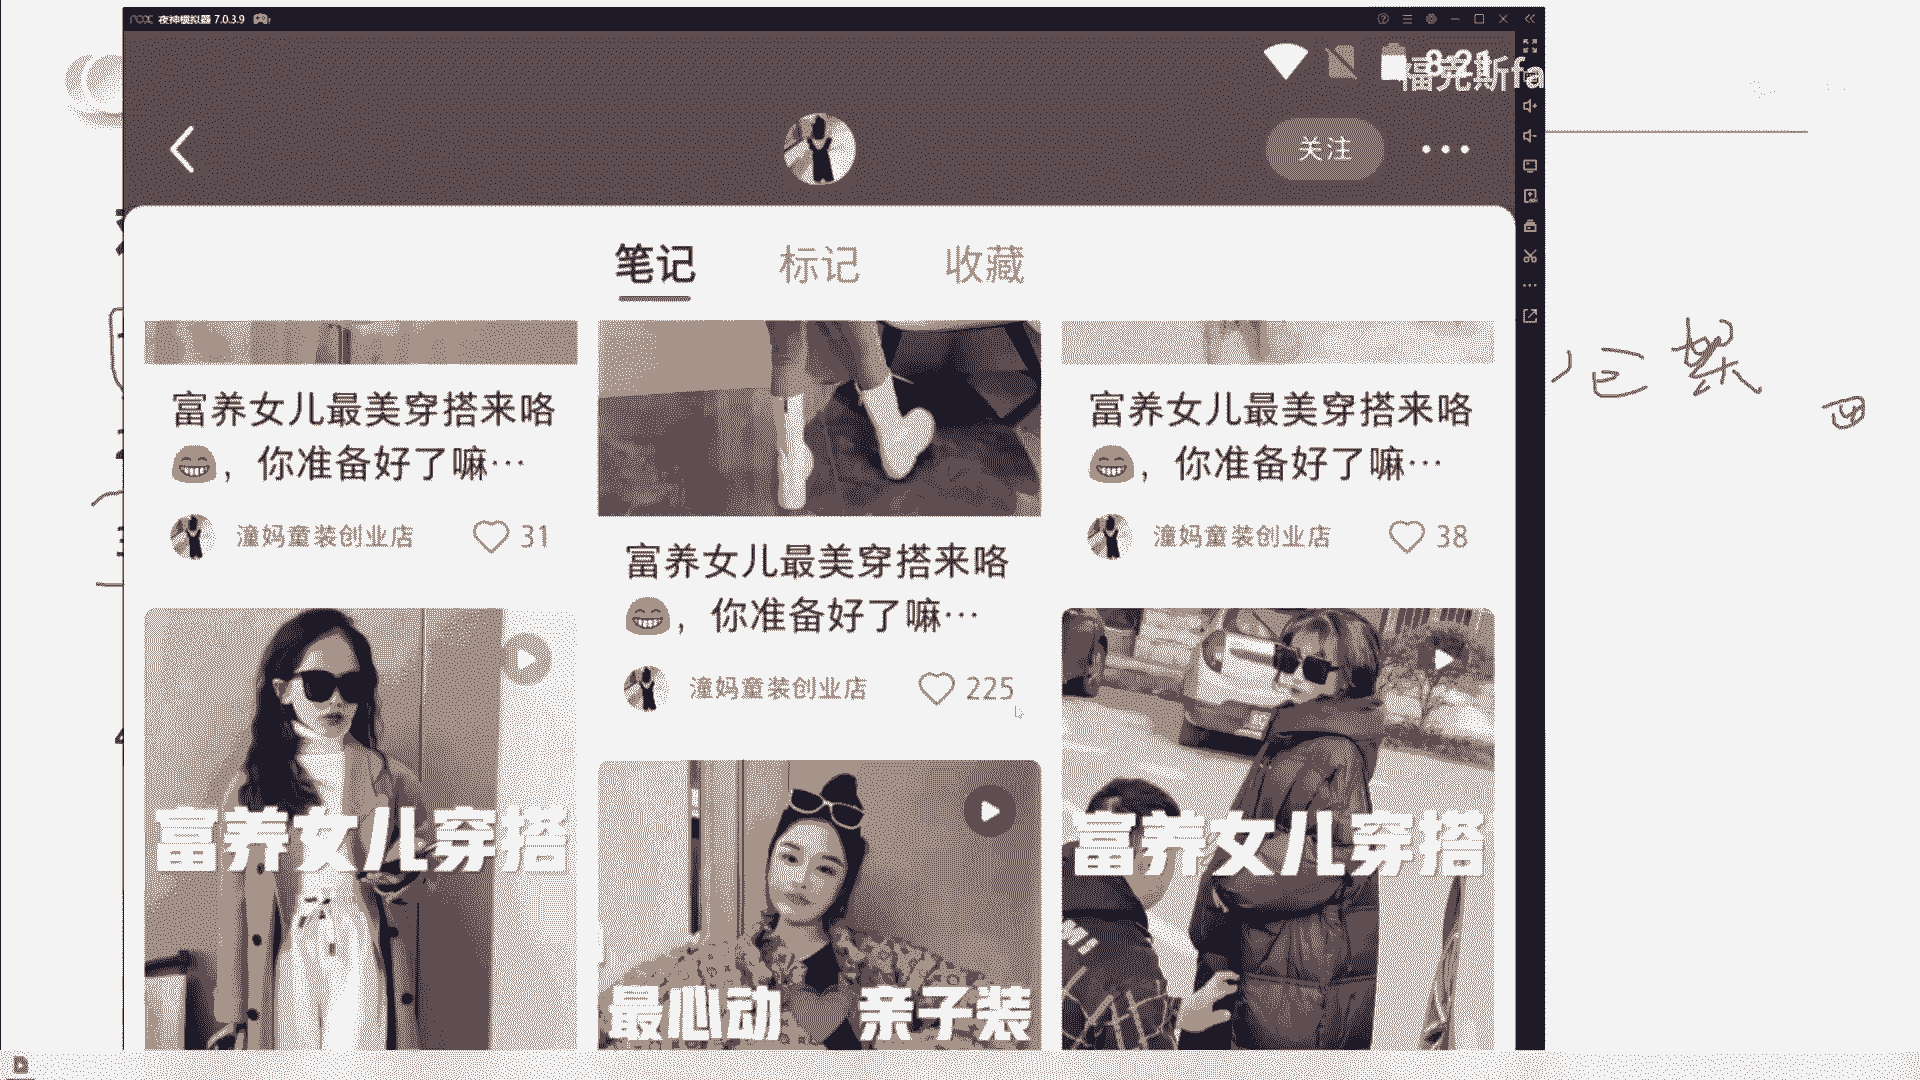 nox 夜神模拟器 7.0.3.9
8:21
福克斯fa
关注
笔记 标记 收藏
富养女儿最美穿搭来咯
😁，你准备好了嘛…
潼妈童装创业店 31
富养女儿最美穿搭来咯
😁，你准备好了嘛…
潼妈童装创业店 225
富养女儿最美穿搭来咯
😁，你准备好了嘛…
潼妈童装创业店 38
富养女儿穿搭
最心动 亲子装
富养女儿穿搭